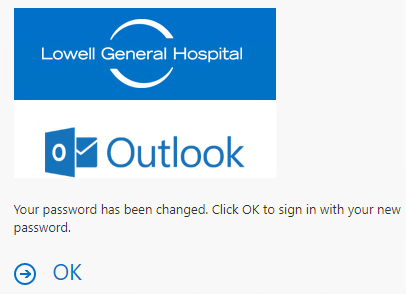 Lowell General Hospital
O Outlook
Your password has been changed. Click OK to sign in with your new
password.
OK